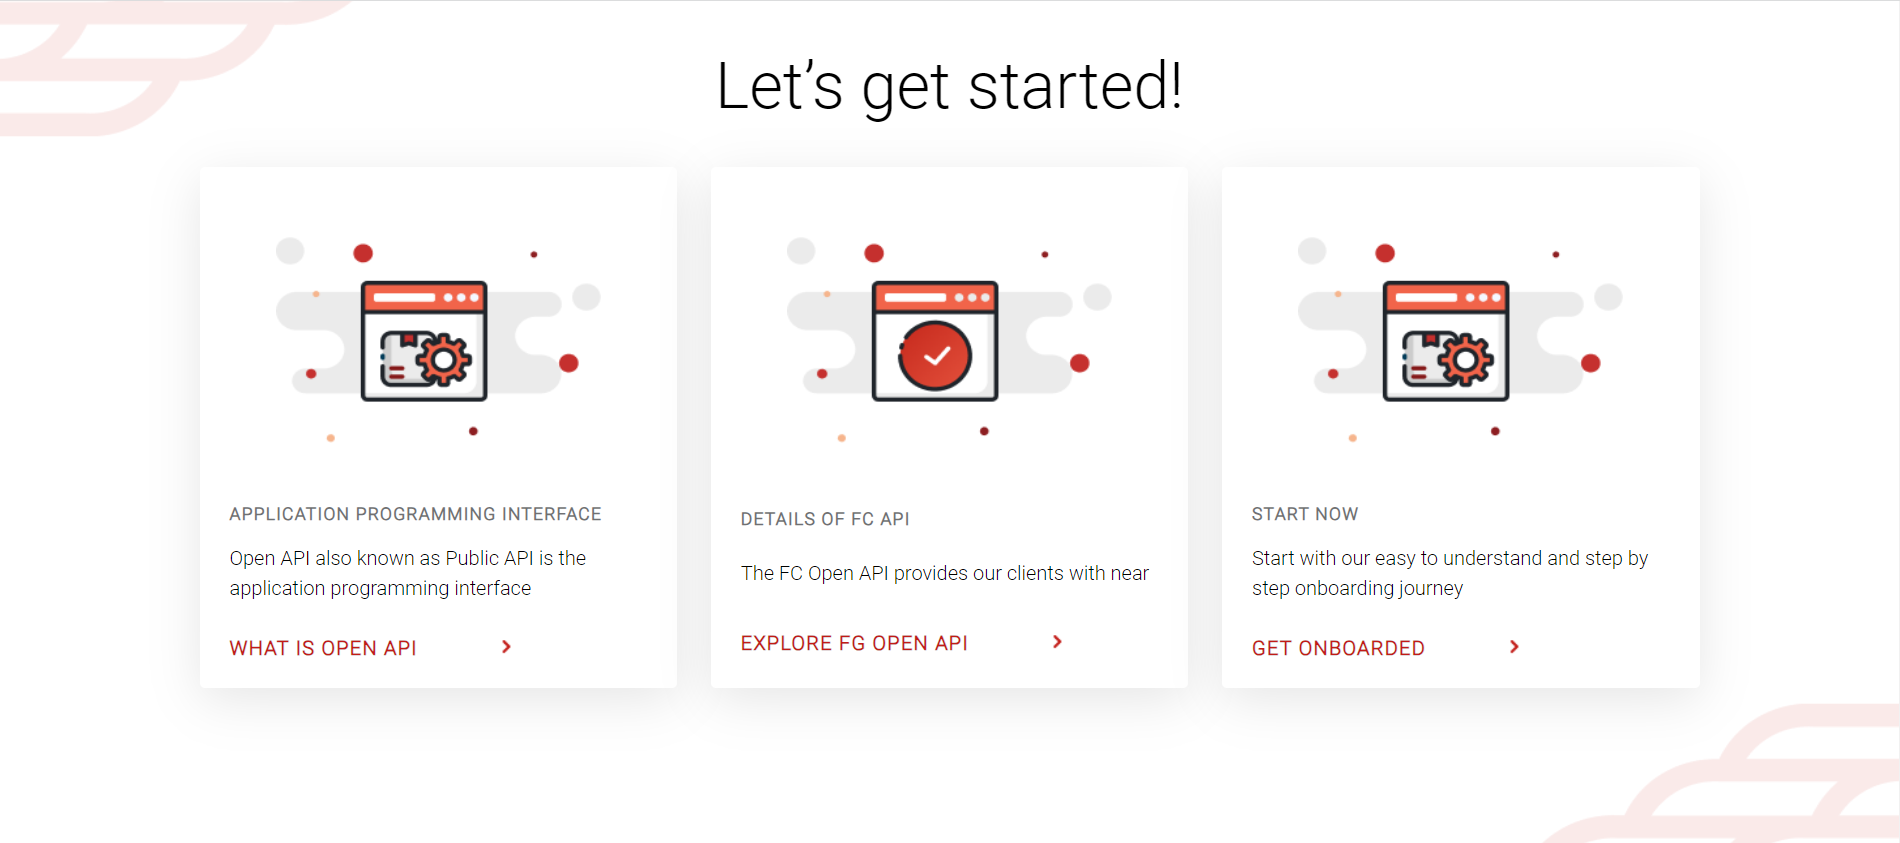 Let’s get started!
APPLICATION PROGRAMMING INTERFACE
Open API also known as Public API is the
application programming interface
WHAT IS OPEN API
DETAILS OF FC API
The FC Open API provides our clients with near
EXPLORE FG OPEN API
START NOW
Start with our easy to understand and step by
step onboarding journey
GET ONBOARDED